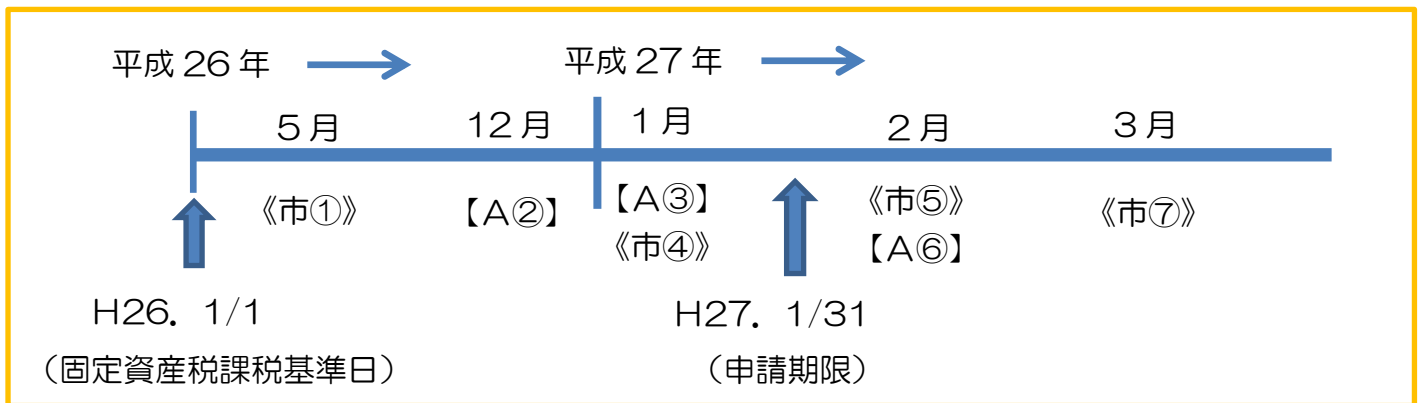 平成26年 平成27年
5月 12月 1月 2月 3月
《市①》 【A②】 【A③】 《市⑤》 《市⑦》
《市④》 【A⑥】
H26．1/1 H27．1/31
（固定資産税課税基準日） （申請期限）